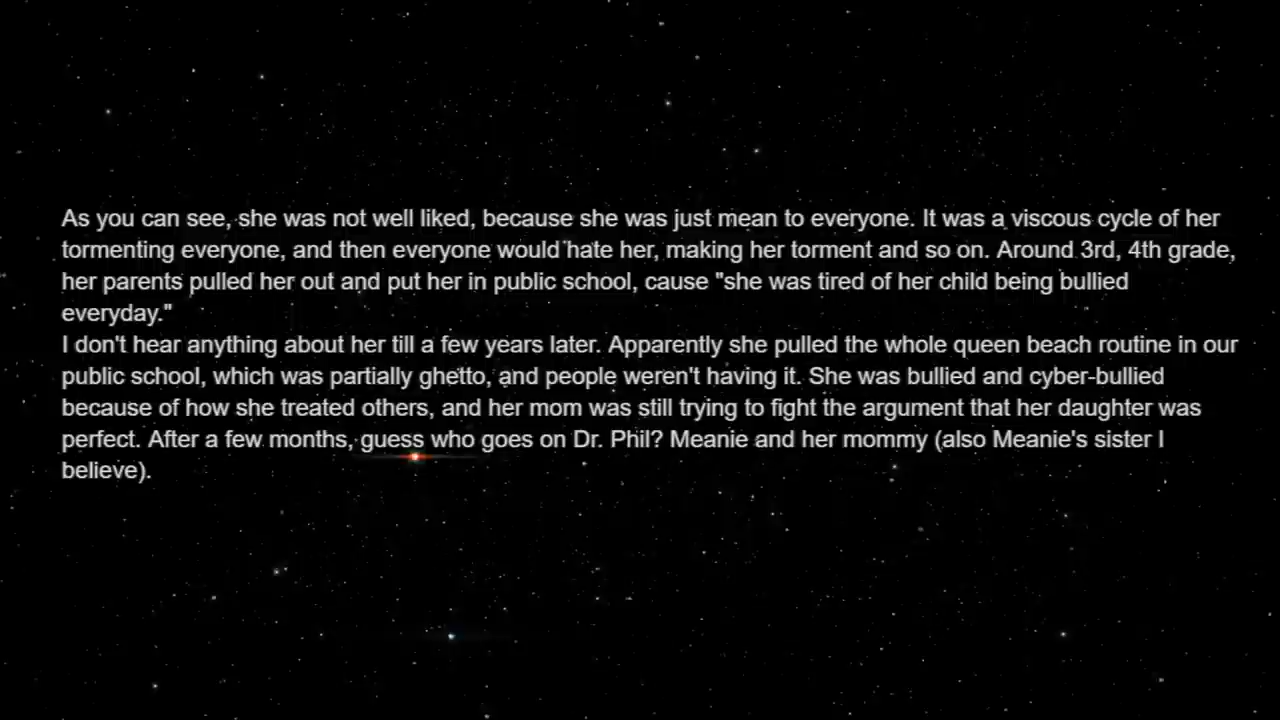 As you can see, she was not well liked, because she was just mean to everyone. It was a viscous cycle of her
tormenting everyone, and then everyone would hate her, making her torment and so on. Around 3rd, 4th grade,
her parents pulled her out and put her in public school, cause "she was tired of her child being bullied
everyday."
I don't hear anything about her till a few years later. Apparently she pulled the whole queen beach routine in our
public school, which was partially ghetto, and people weren't having it. She was bullied and cyber-bullied
because of how she treated others, and her mom was still trying to fight the argument that her daughter was
perfect. After a few months, guess who goes on Dr. Phil? Meanie and her mommy (also Meanie's sister I
believe).